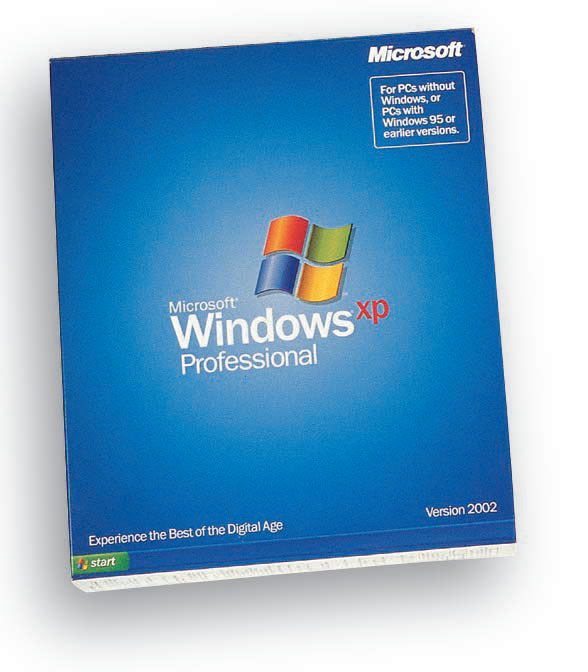 Microsoft
For PCs without
Windows, or
PCs with
Windows 95 or
earlier versions.
Microsoft®
Windows xp
Professional
Version 2002
Experience the Best of the Digital Age
start